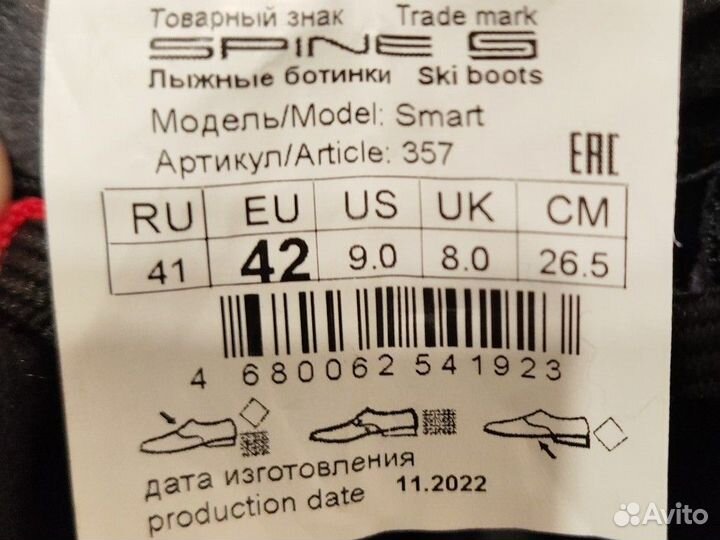 Товарный знак Trade mark
SPINE S
Лыжные ботинки Ski boots
Модель/Model: Smart
Артикул/Article: 357
EAC
RU EU US UK CM
41 42 9.0 8.0 26.5
4 680062 541923
дата изготовления
production date 11.2022
Avito